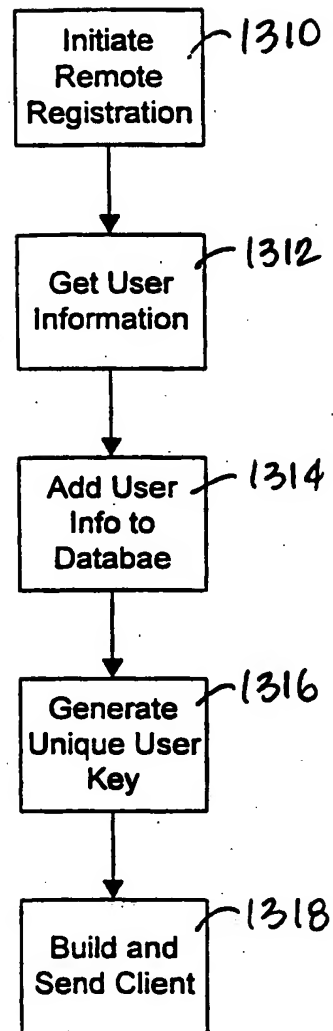 Initiate
Remote
Registration
1310
Get User
Information
1312
Add User
Info to
Databae
1314
Generate
Unique User
Key
1316
Build and
Send Client
1318